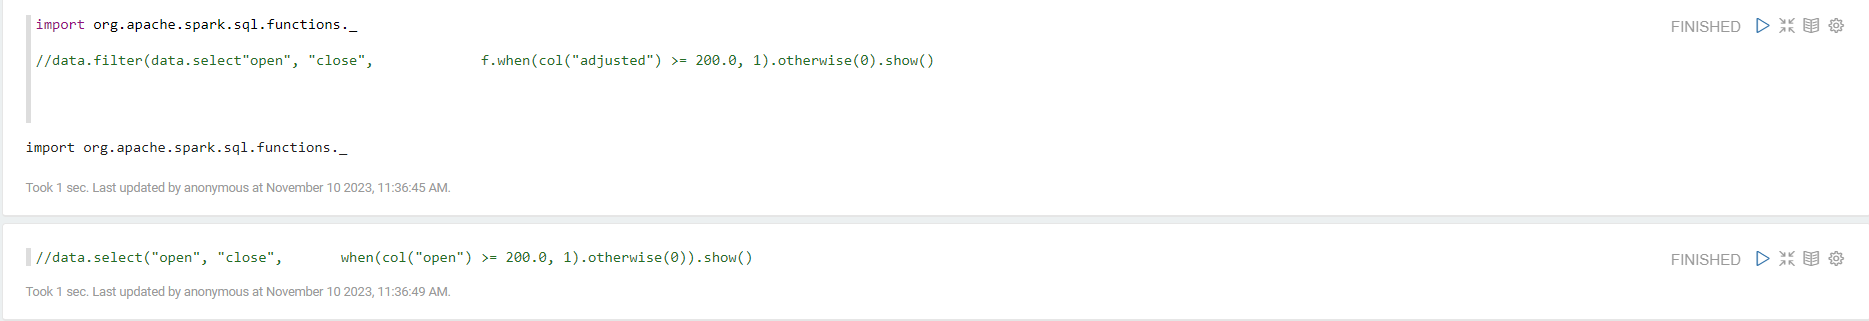 import org.apache.spark.sql.functions._
FINISHED
//data.filter(data.select"open", "close",             f.when(col("adjusted") >= 200.0, 1).otherwise(0).show()
import org.apache.spark.sql.functions._
Took 1 sec. Last updated by anonymous at November 10 2023, 11:36:45 AM.
//data.select("open", "close",       when(col("open") >= 200.0, 1).otherwise(0)).show()
FINISHED
Took 1 sec. Last updated by anonymous at November 10 2023, 11:36:49 AM.